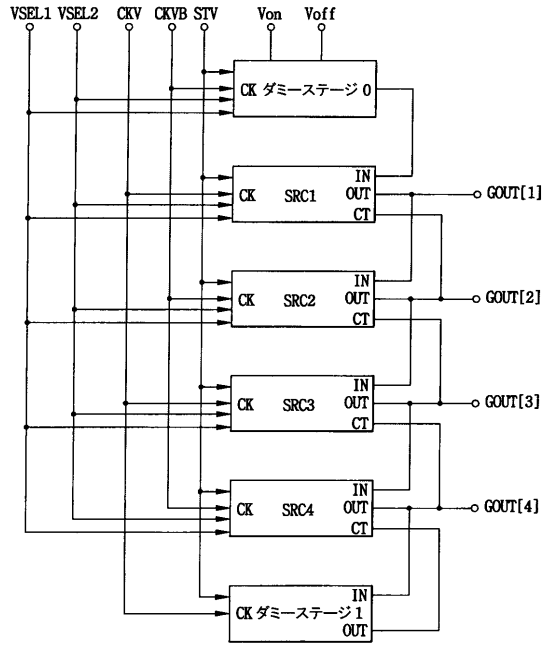 VSEL1 VSEL2 CKV CKVB STV Von Voff
CK ダミーステージ 0
IN
CK SRC1 OUT GOUT[1]
CT
IN
CK SRC2 OUT GOUT[2]
CT
IN
CK SRC3 OUT GOUT[3]
CT
IN
CK SRC4 OUT GOUT[4]
CT
IN
CK ダミーステージ 1
OUT